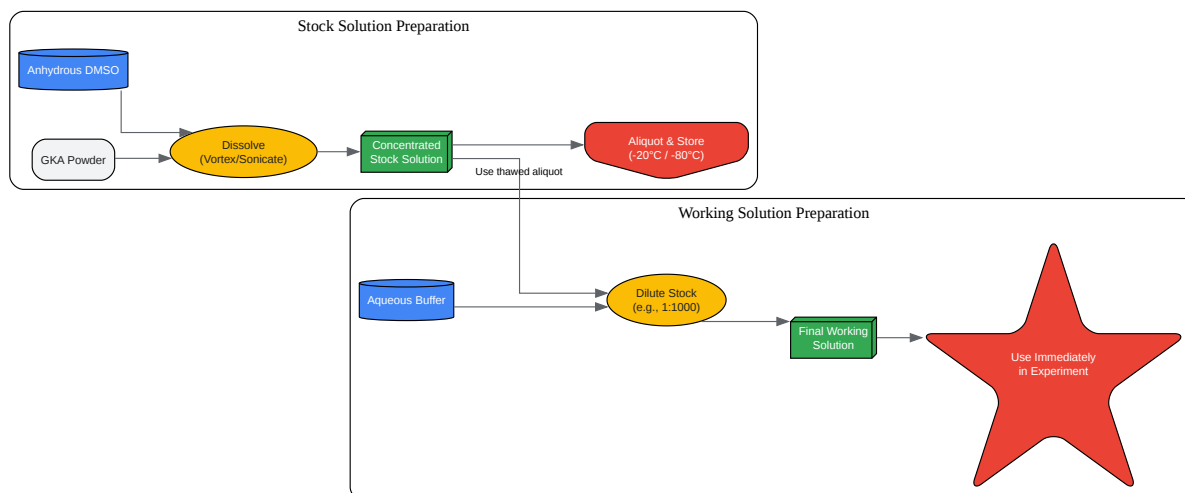 Stock Solution Preparation
Anhydrous DMSO
GKA Powder
Dissolve
(Vortex/Sonicate)
Concentrated
Stock Solution
Aliquot & Store
(-20°C / -80°C)
Use thawed aliquot
Working Solution Preparation
Aqueous Buffer
Dilute Stock
(e.g., 1:1000)
Final Working
Solution
Use Immediately
in Experiment